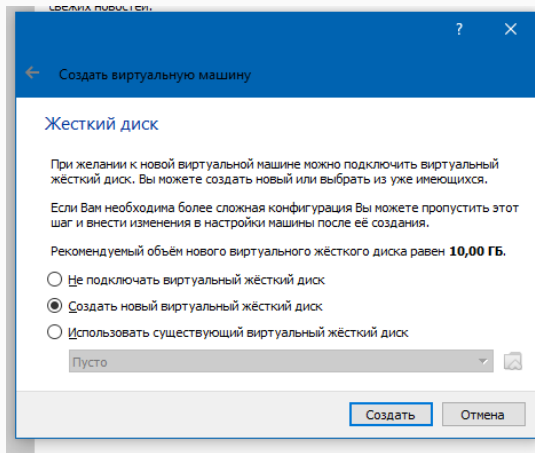 свежих новостей.
?
Создать виртуальную машину
Жесткий диск
При желании к новой виртуальной машине можно подключить виртуальный
жёсткий диск. Вы можете создать новый или выбрать из уже имеющихся.
Если Вам необходима более сложная конфигурация Вы можете пропустить этот
шаг и внести изменения в настройки машины после её создания.
Рекомендуемый объём нового виртуального жёсткого диска равен 10,00 ГБ.
Не подключать виртуальный жёсткий диск
Создать новый виртуальный жёсткий диск
Использовать существующий виртуальный жёсткий диск
Пусто
Создать Отмена